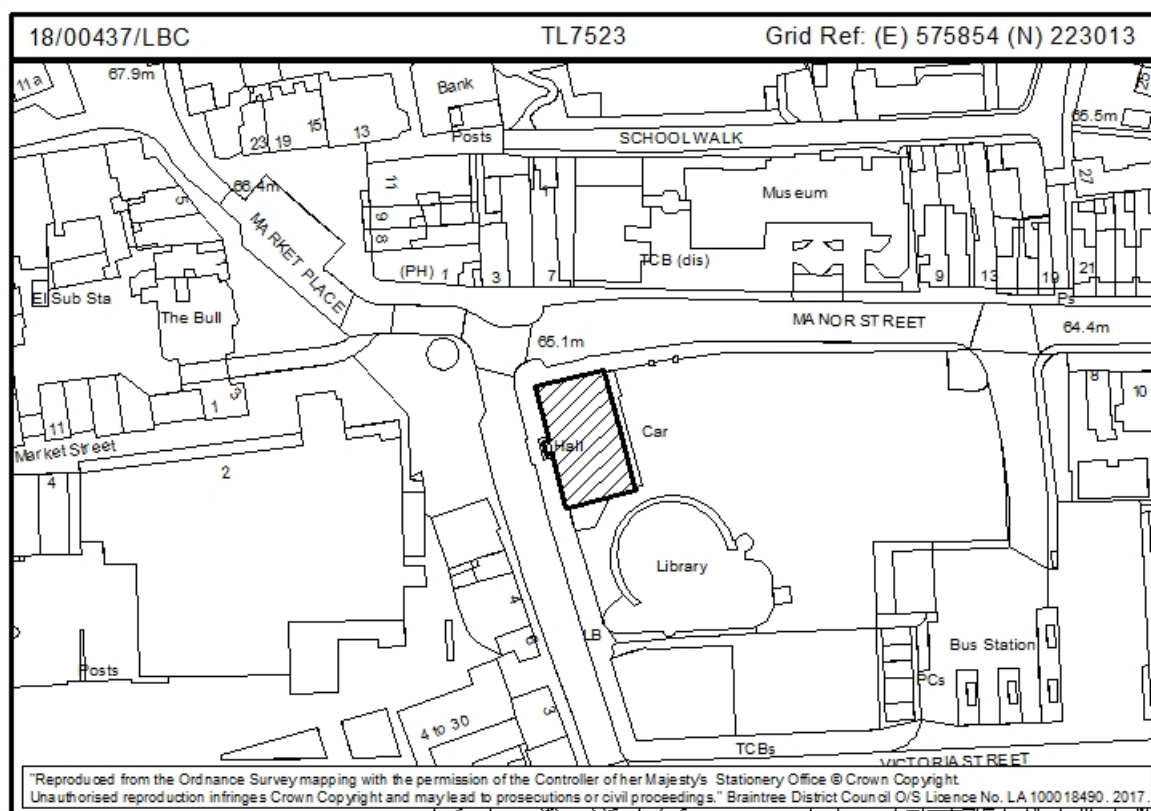 18/00437/LBC TL7523 Grid Ref: (E) 575854 (N) 223013
11a
67.9m
Bank
23 19 15 13
Posts
SCHOOL WALK
65.5m
66.4m
5
11
9
8
Museum
27
MARKET PLACE
(PH) 1 3 7
TCB (dis)
9 13 19 21
El Sub Sta
The Bull
Ps
MANOR STREET
65.1m
64.4m
3
1
11
8
10
Market Street
Hall
Car
4
2
Library
4
6
LB
Bus Station
Posts
PCs
4 to 30
3
TCBs
VICTORIA STREET
"Reproduced from the Ordnance Survey mapping with the permission of the Controller of her Majesty's Stationery Office © Crown Copyright.
Unauthorised reproduction infringes Crown Copyright and may lead to prosecutions or civil proceedings." Braintree District Council O/S Licence No. LA 100018490. 2017.